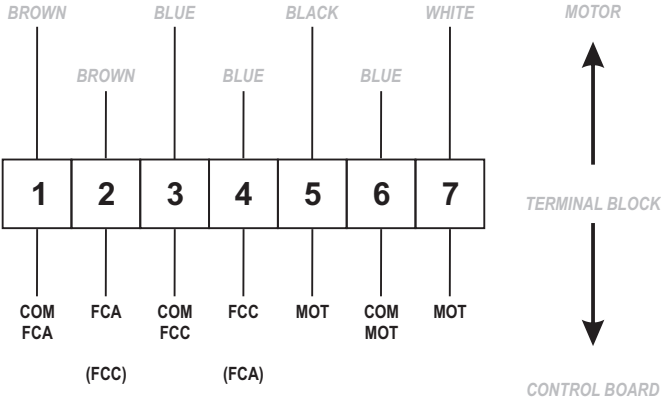 BROWN BLUE BLACK WHITE MOTOR
BROWN BLUE BLUE
1 2 3 4 5 6 7
TERMINAL BLOCK
COM FCA COM FCC MOT COM MOT
FCA FCC MOT
(FCC) (FCA)
CONTROL BOARD